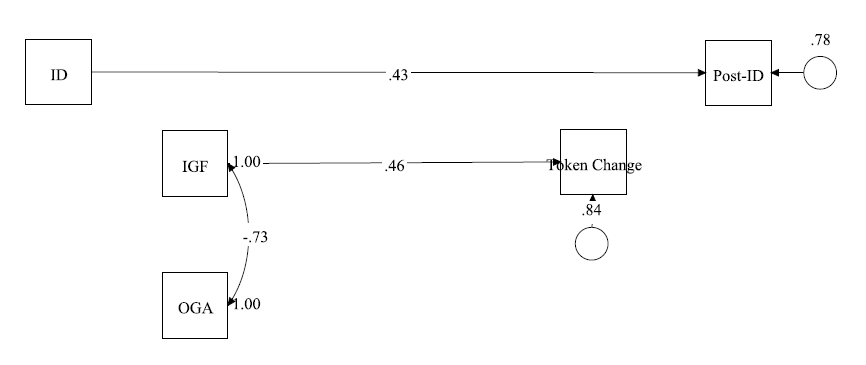 .78
ID
.43
Post-ID
IGF
1.00
.46
Token Change
.84
-.73
OGA
1.00